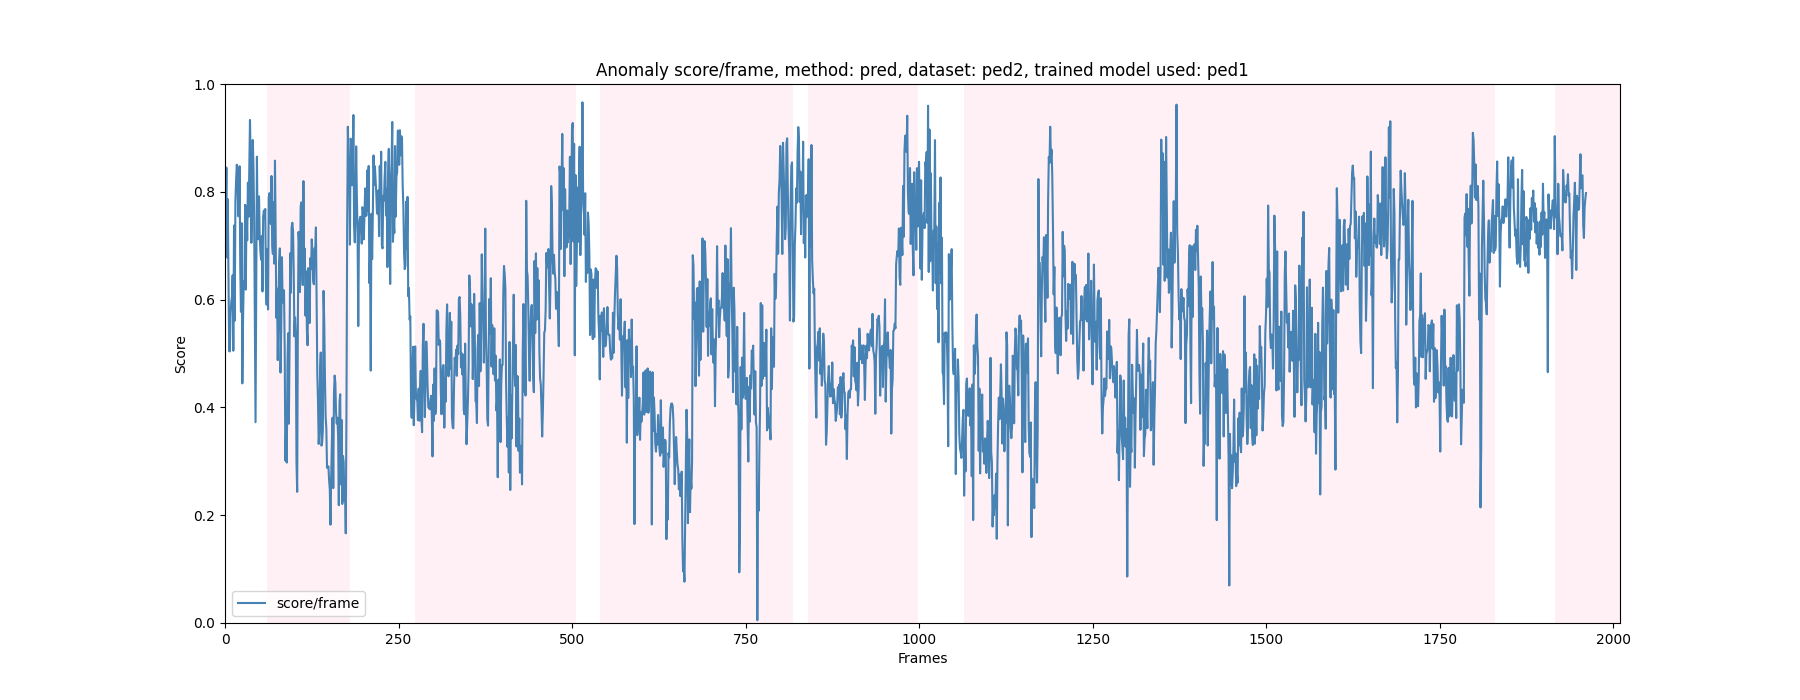 Anomaly score/frame, method: pred, dataset: ped2, trained model used: ped1
1.0
0.8
0.6
0.4
0.2
0.0
Score
score/frame
0 250 500 750 1000 1250 1500 1750 2000
Frames